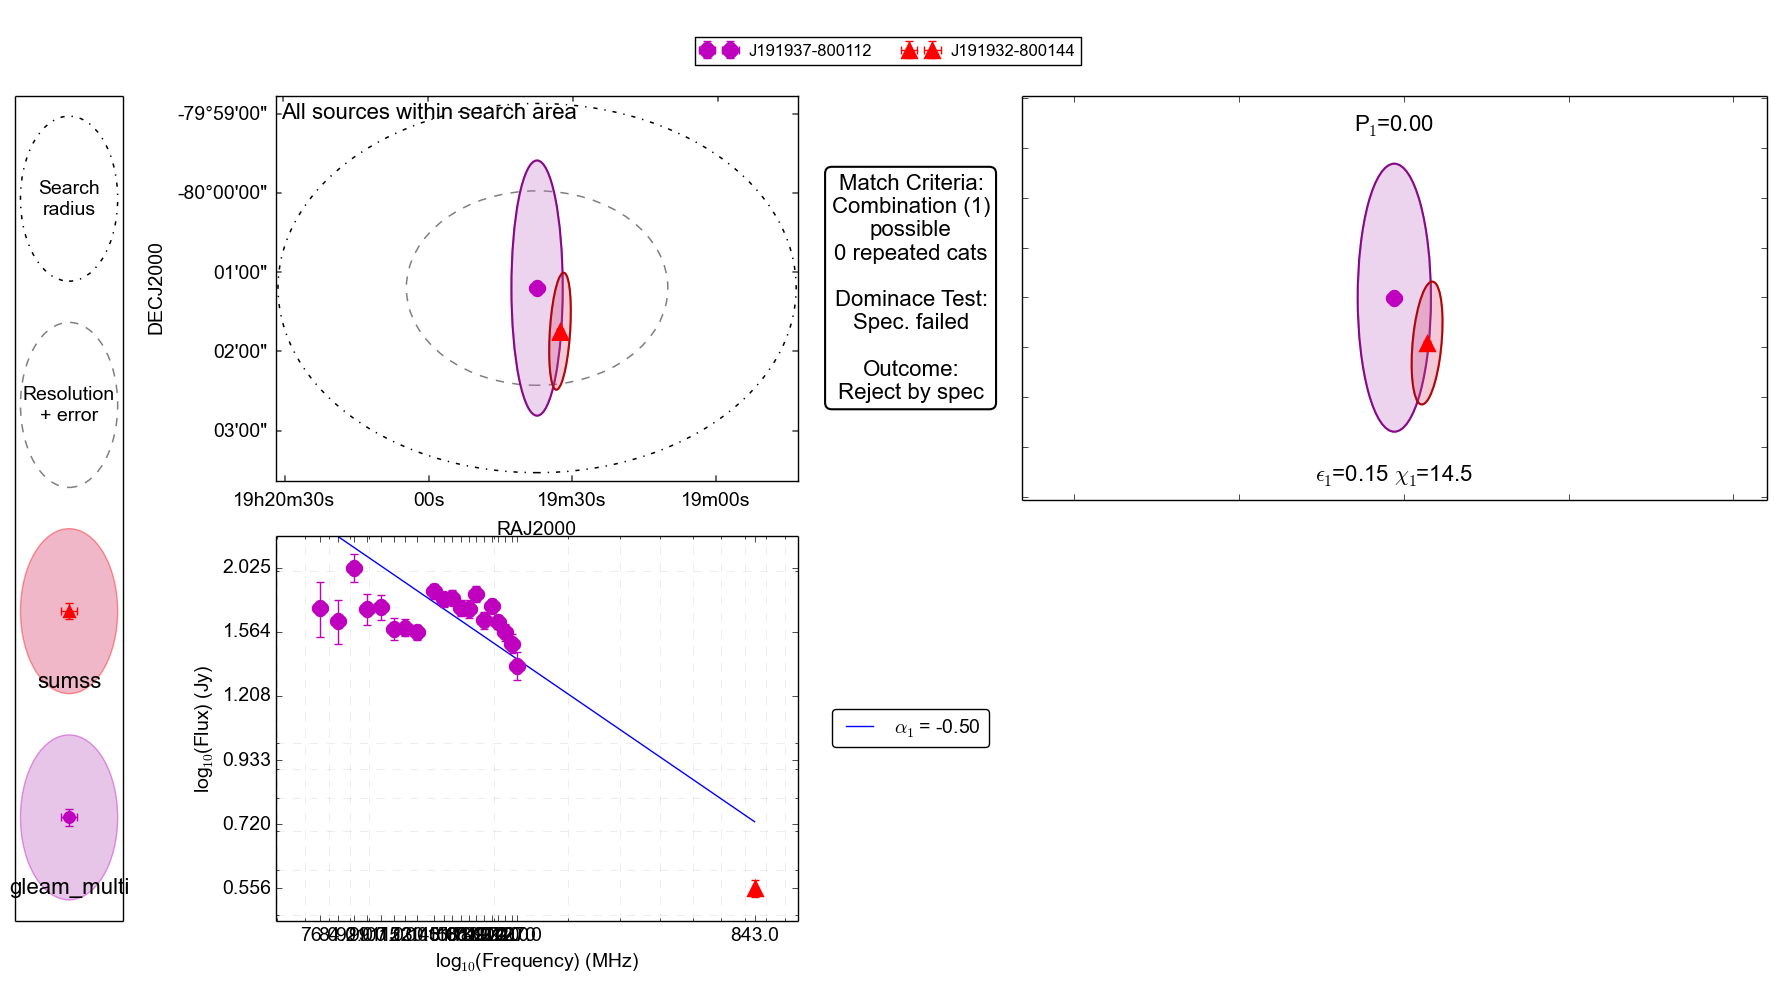 J191937-800112
J191932-800144
Search
radius
Resolution
+ error
sumss
gleam_multi
All sources within search area
-79°59'00"
-80°00'00"
01'00"
02'00"
03'00"
DECJ2000
19h20m30s
00s
19m30s
19m00s
RAJ2000
Match Criteria:
Combination (1)
possible
0 repeated cats
Dominace Test:
Spec. failed
Outcome:
Reject by spec
P1=0.00
ϵ1=0.15 χ1=14.5
2.025
1.564
1.208
0.933
0.720
0.556
log10(Flux) (Jy)
843.0
log10(Frequency) (MHz)
α1 = -0.50